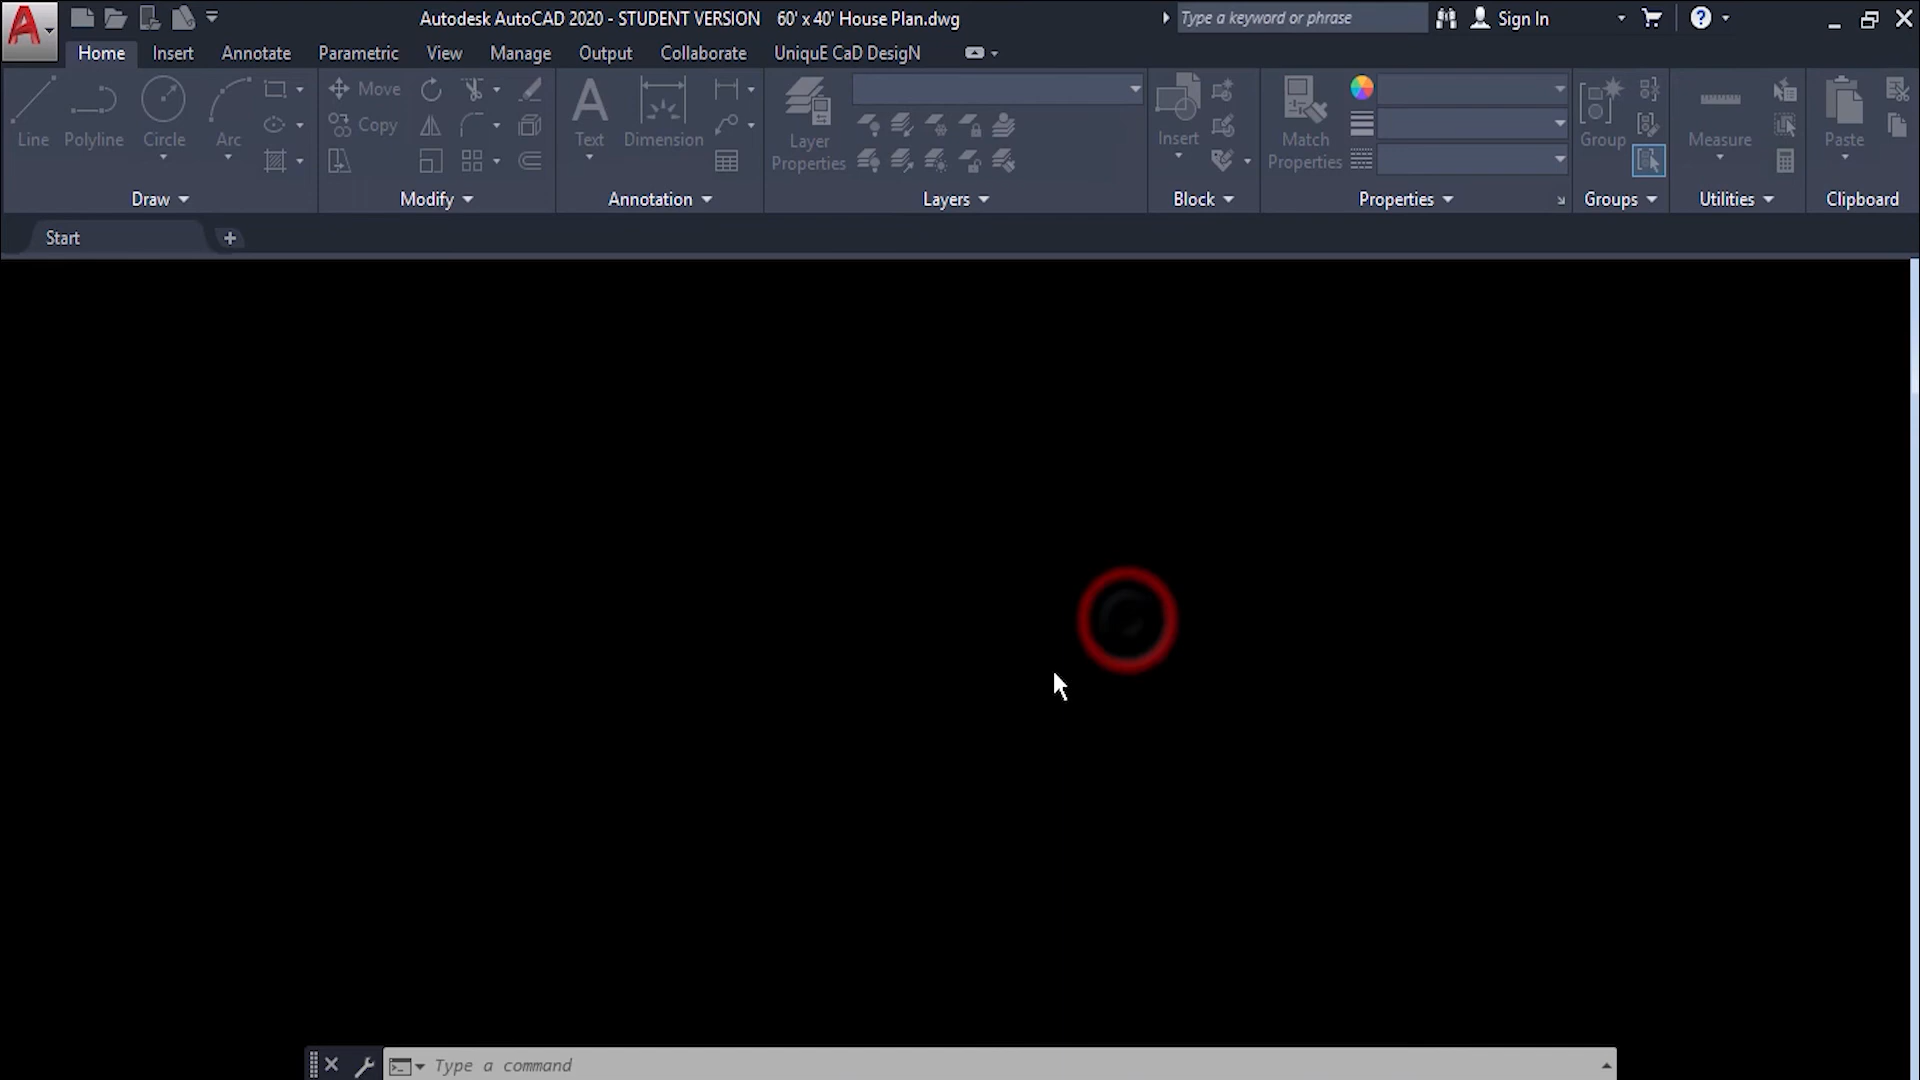 Autodesk AutoCAD 2020 - STUDENT VERSION 60' x 40' House Plan.dwg
Type a keyword or phrase
Sign In
Home Insert Annotate Parametric View Manage Output Collaborate UniquE CaD DesigN
Line Polyline Circle Arc
Move
Copy
Text Dimension
Layer
Properties
Insert
Match
Properties
Group
Measure
Paste
Draw Modify Annotation Layers Block Properties Groups Utilities Clipboard
Start
Type a command